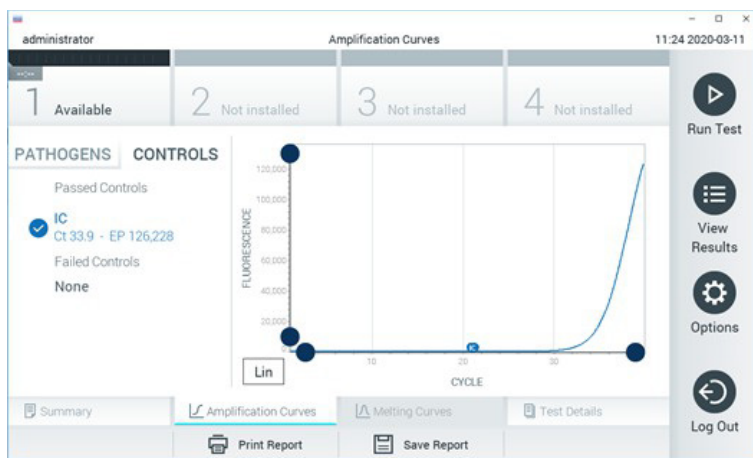 administrator
Amplification Curves
11:24 2020-03-11
--:--
1 Available
2 Not installed
3 Not installed
4 Not installed
Run Test
PATHOGENS CONTROLS
Passed Controls
IC
Ct 33.9 - EP 126,228
Failed Controls
None
FLUORESCENCE
120,000
100,000
80,000
60,000
40,000
20,000
0
IC
10
20
30
CYCLE
Lin
View
Results
Options
Log Out
Summary
Amplification Curves
Melting Curves
Test Details
Print Report
Save Report